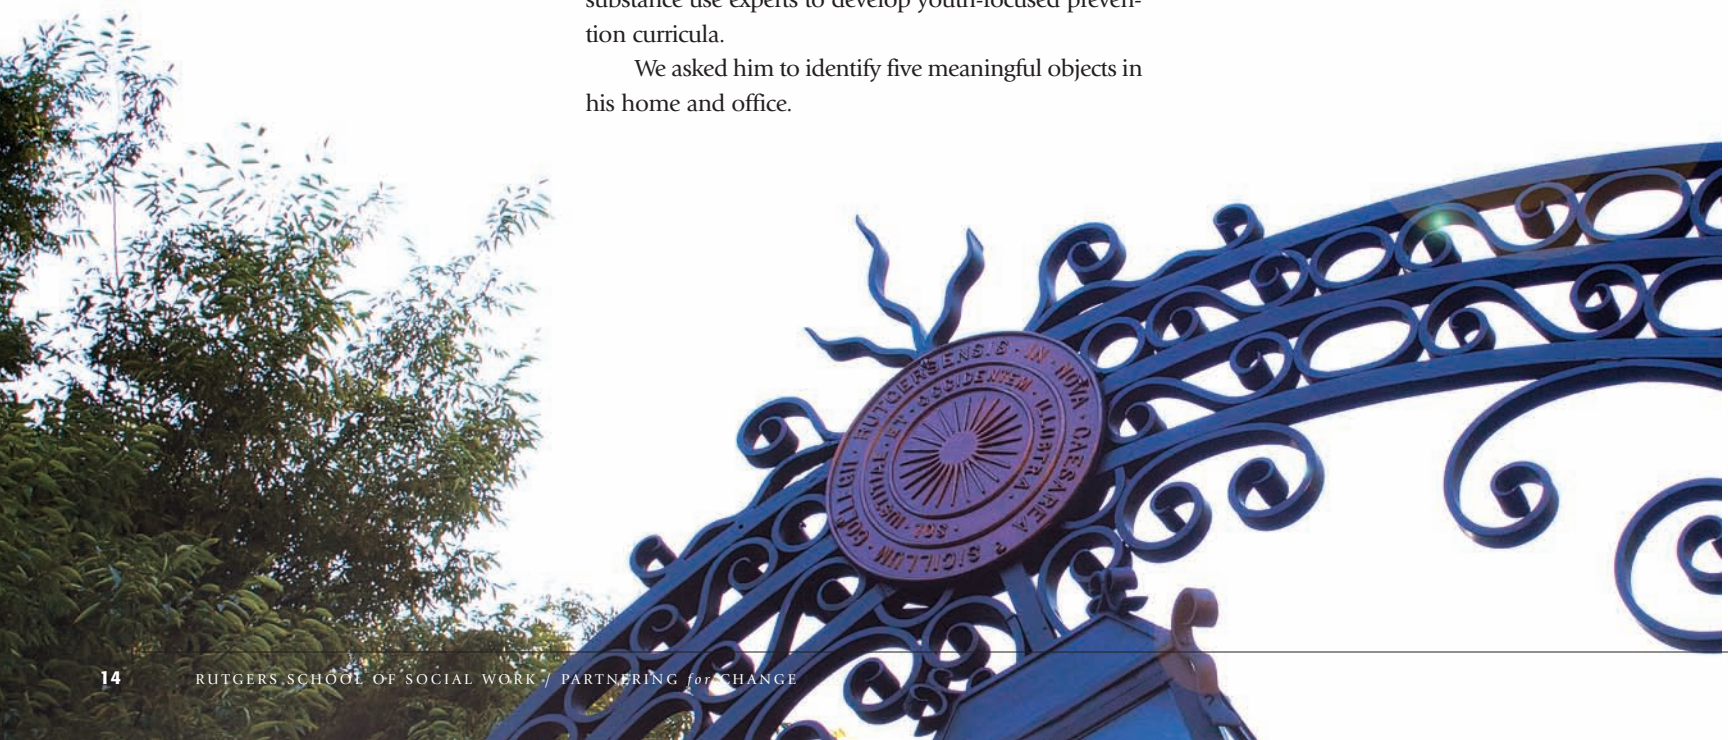 substance use experts to develop youth-focused preven-
tion curricula.
We asked him to identify five meaningful objects in
his home and office.
SIGILLUM · COLLEGII · RUTGERSENSIS · IN · NOVA · CAESAREA
· SOL · IUSTITIAE · ET · OCCIDENTEM · ILLUSTRA ·
14
RUTGERS SCHOOL OF SOCIAL WORK / PARTNERING for CHANGE